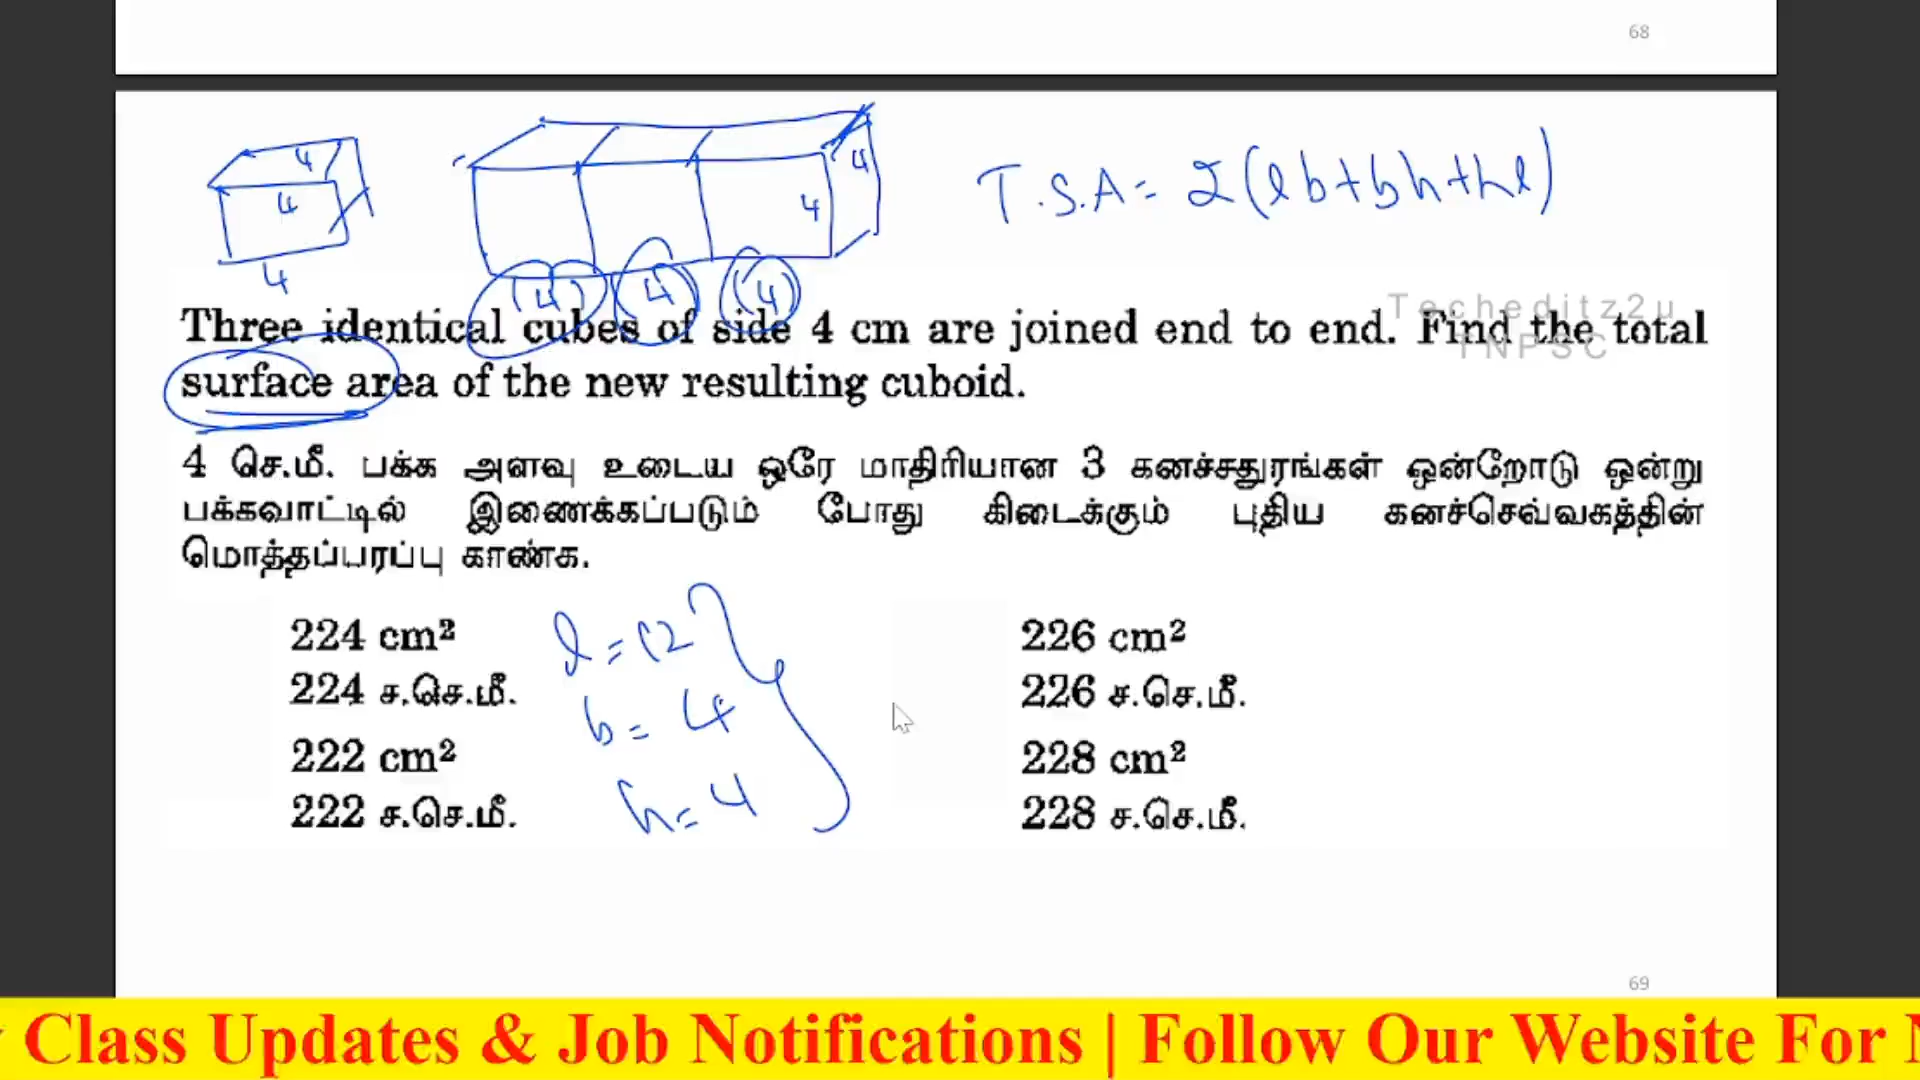 68
4
4
4
4
4
(4) (4) (4)
T.S.A = 2(lb+bh+hl)
Techeditz2u
TNPSC
Three identical cubes of side 4 cm are joined end to end. Find the total
surface area of the new resulting cuboid.
4 செ.மீ. பக்க அளவு உடைய ஒரே மாதிரியான 3 கனச்சதுரங்கள் ஒன்றோடு ஒன்று
பக்கவாட்டில் இணைக்கப்படும் போது கிடைக்கும் புதிய கனச்செவ்வகத்தின்
மொத்தப்பரப்பு காண்க.
224 cm²
224 ச.செ.மீ.
222 cm²
222 ச.செ.மீ.
l = 12
b = 4
h = 4
226 cm²
226 ச.செ.மீ.
228 cm²
228 ச.செ.மீ.
69
Class Updates & Job Notifications | Follow Our Website For